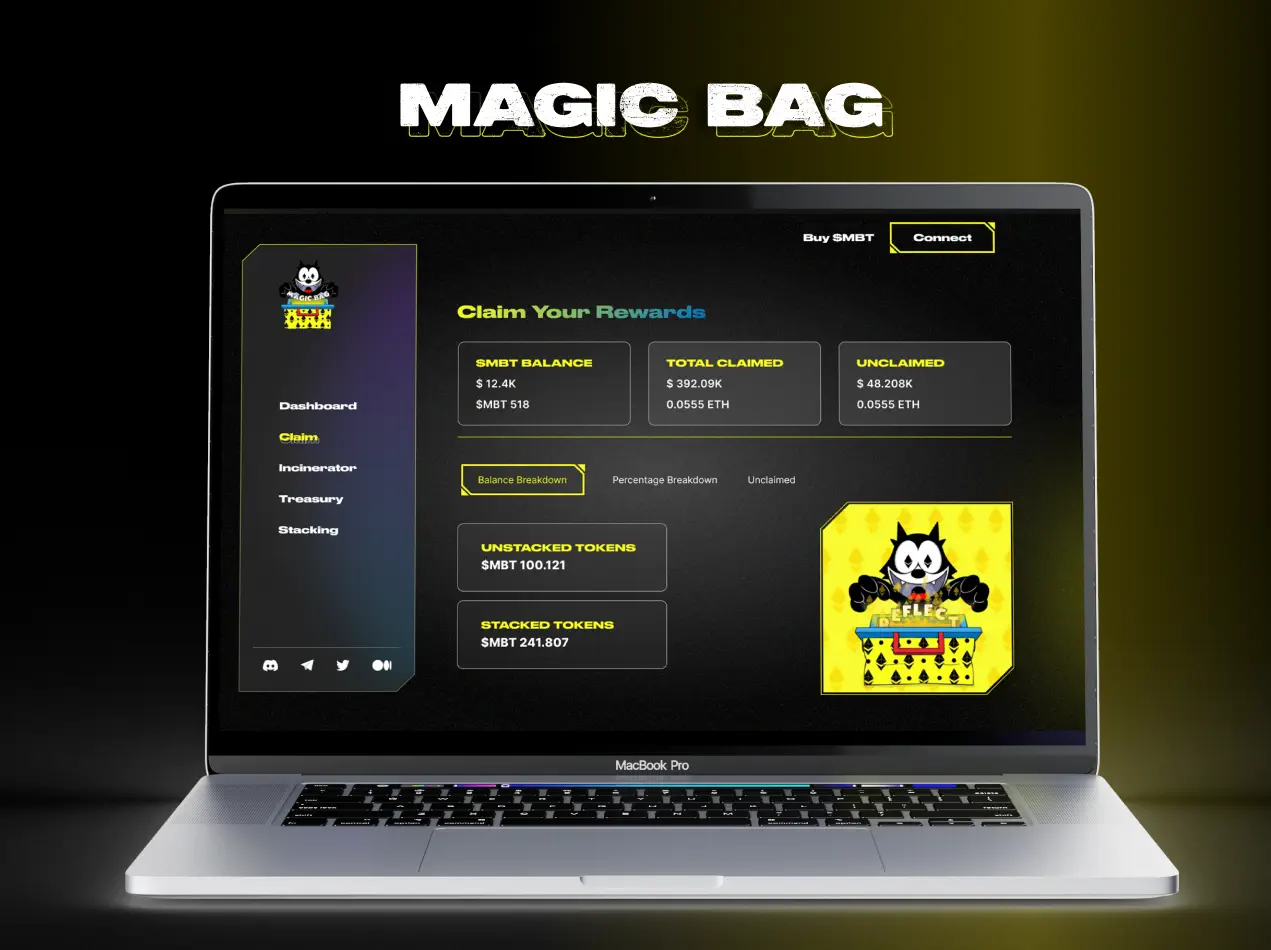 MAGIC BAG
Buy $MBT
Connect
MAGIC BAG
Dashboard
Claim
Incinerator
Treasury
Stacking
Claim Your Rewards
$MBT BALANCE
$ 12.4K
$MBT 518
TOTAL CLAIMED
$ 392.09K
0.0555 ETH
UNCLAIMED
$ 48.208K
0.0555 ETH
Balance Breakdown
Percentage Breakdown
Unclaimed
UNSTACKED TOKENS
$MBT 100.121
STACKED TOKENS
$MBT 241.807
REFLECT
MacBook Pro